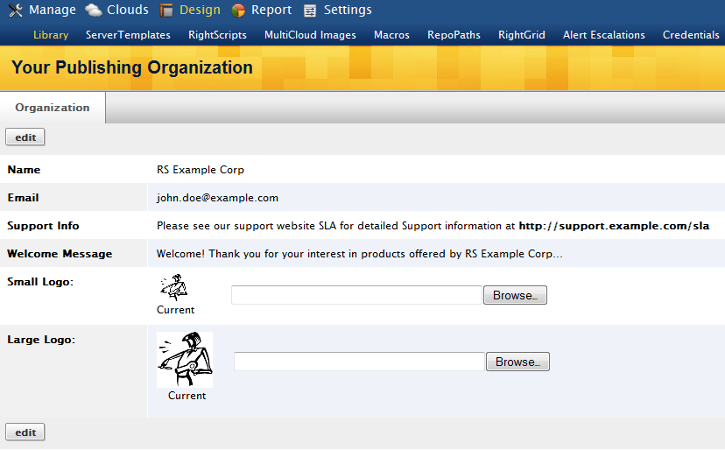 Manage Clouds Design Report Settings
Library ServerTemplates RightScripts MultiCloud Images Macros RepoPaths RightGrid Alert Escalations Credentials
Your Publishing Organization
Organization
edit
Name RS Example Corp
Email john.doe@example.com
Support Info Please see our support website SLA for detailed Support information at http://support.example.com/sla
Welcome Message Welcome! Thank you for your interest in products offered by RS Example Corp...
Small Logo:
Browse...
Current
Large Logo:
Browse...
Current
edit